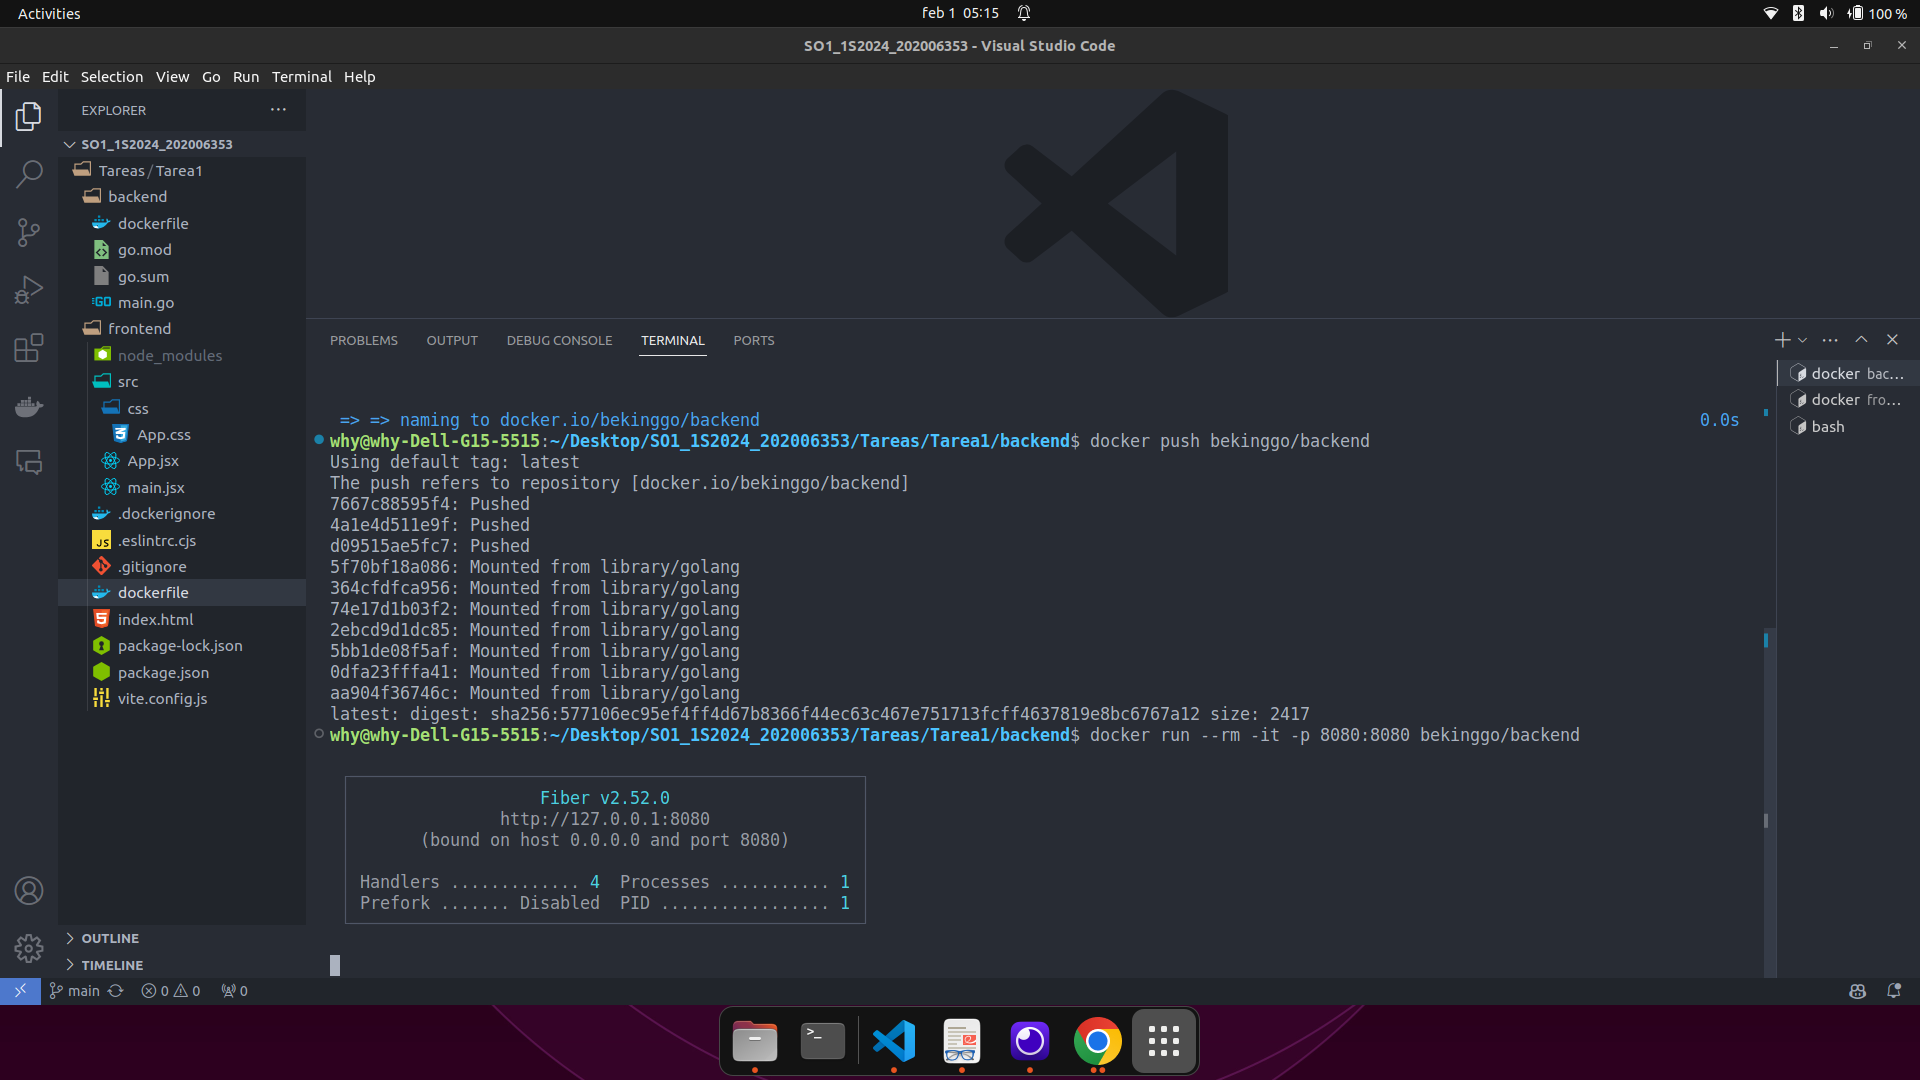 Activities
feb 1 05:15
100 %
SO1_1S2024_202006353 - Visual Studio Code
File Edit Selection View Go Run Terminal Help
EXPLORER
SO1_1S2024_202006353
Tareas / Tarea1
backend
dockerfile
go.mod
go.sum
main.go
frontend
node_modules
src
css
App.css
App.jsx
main.jsx
.dockerignore
.eslintrc.cjs
.gitignore
dockerfile
index.html
package-lock.json
package.json
vite.config.js
OUTLINE
TIMELINE
PROBLEMS OUTPUT DEBUG CONSOLE TERMINAL PORTS
docker bac...
docker fro...
bash
=> => naming to docker.io/bekinggo/backend 0.0s
why@why-Dell-G15-5515:~/Desktop/SO1_1S2024_202006353/Tareas/Tarea1/backend$ docker push bekinggo/backend
Using default tag: latest
The push refers to repository [docker.io/bekinggo/backend]
7667c88595f4: Pushed
4a1e4d511e9f: Pushed
d09515ae5fc7: Pushed
5f70bf18a086: Mounted from library/golang
364cfdfca956: Mounted from library/golang
74e17d1b03f2: Mounted from library/golang
2ebcd9d1dc85: Mounted from library/golang
5bb1de08f5af: Mounted from library/golang
0dfa23fffa41: Mounted from library/golang
aa904f36746c: Mounted from library/golang
latest: digest: sha256:577106ec95ef4ff4d67b8366f44ec63c467e751713fcff4637819e8bc6767a12 size: 2417
why@why-Dell-G15-5515:~/Desktop/SO1_1S2024_202006353/Tareas/Tarea1/backend$ docker run --rm -it -p 8080:8080 bekinggo/backend
Fiber v2.52.0
http://127.0.0.1:8080
(bound on host 0.0.0.0 and port 8080)
Handlers ............. 4 Processes ........... 1
Prefork ....... Disabled PID ................. 1
main 0 0 0